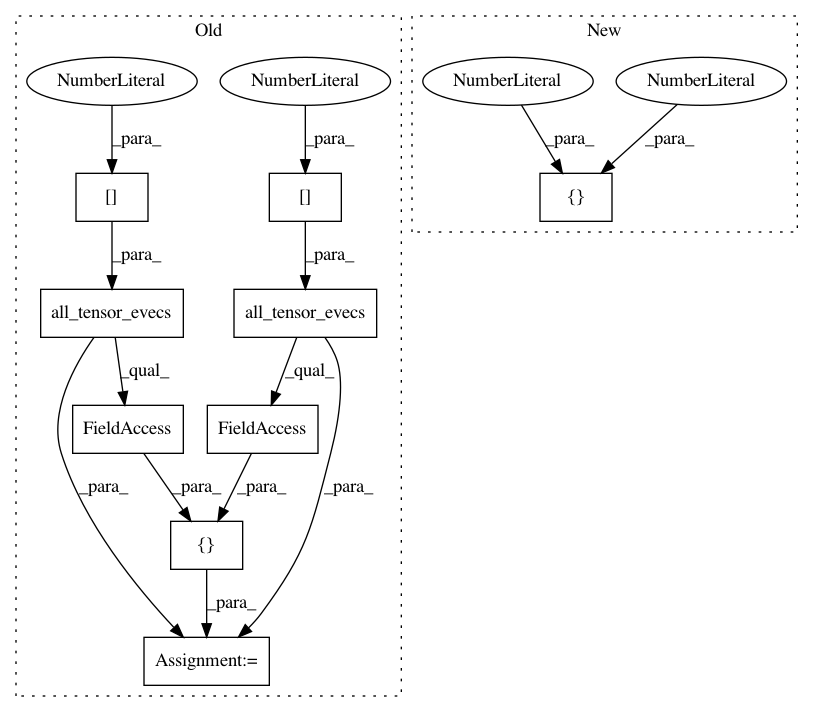 Old
New
NumberLiteral
NumberLiteral
NumberLiteral
NumberLiteral
_para_
_para_
_para_
_para_
[]
[]
{}
_para_
_para_
all_tensor_evecs
all_tensor_evecs
_qual_
_qual_
FieldAccess
FieldAccess
_para_
_para_
_para_
_para_
{}
_para_
Assignment:=